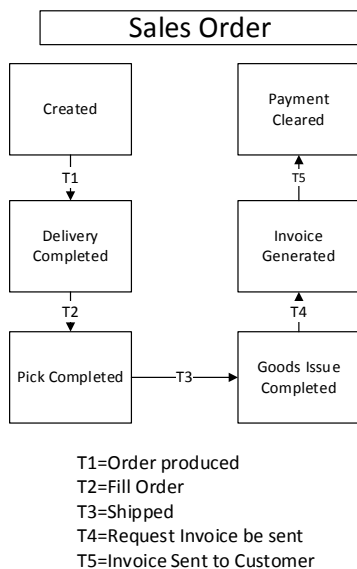 Sales Order
Created
T1
Delivery
Completed
T2
Pick Completed
T3
Goods Issue
Completed
T4
Invoice
Generated
T5
Payment
Cleared
T1=Order produced
T2=Fill Order
T3=Shipped
T4=Request Invoice be sent
T5=Invoice Sent to Customer